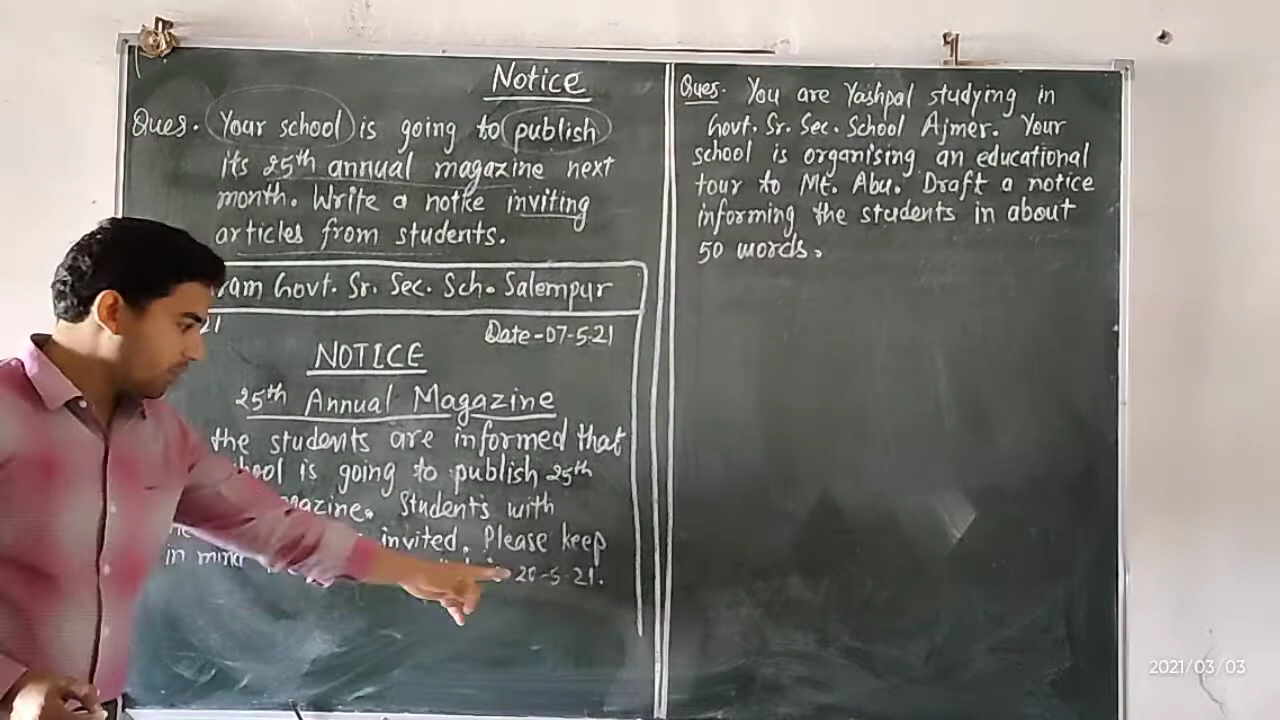 Notice
Ques. Your school is going to publish
its 25th annual magazine next
month. Write a notice inviting
articles from students.
Govt. Sr. Sec. Sch. Salempur
21 Date-07-5-21
NOTICE
25th Annual Magazine
the students are informed that
is going to publish 25th
Students with
invited. Please keep
in mind 20-5-21.
Ques. You are Yashpal studying in
Govt. Sr. Sec. School Ajmer. Your
school is organising an educational
tour to Mt. Abu. Draft a notice
informing the students in about
50 words.
2021/03/03